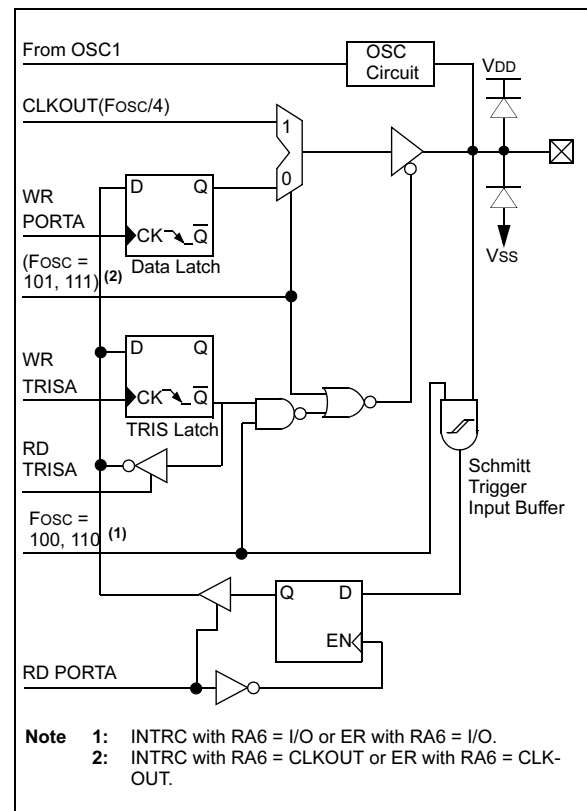 From OSC1
OSC
Circuit
VDD
CLKOUT(FOSC/4)
1
0
D
Q
WR
PORTA
CK
Q
Data Latch
VSS
(FOSC =
101, 111) (2)
D
Q
WR
TRISA
CK
Q
TRIS Latch
RD
TRISA
Schmitt
Trigger
Input Buffer
FOSC =
100, 110 (1)
Q
D
EN
RD PORTA
Note 1: INTRC with RA6 = I/O or ER with RA6 = I/O.
2: INTRC with RA6 = CLKOUT or ER with RA6 = CLK-
OUT.